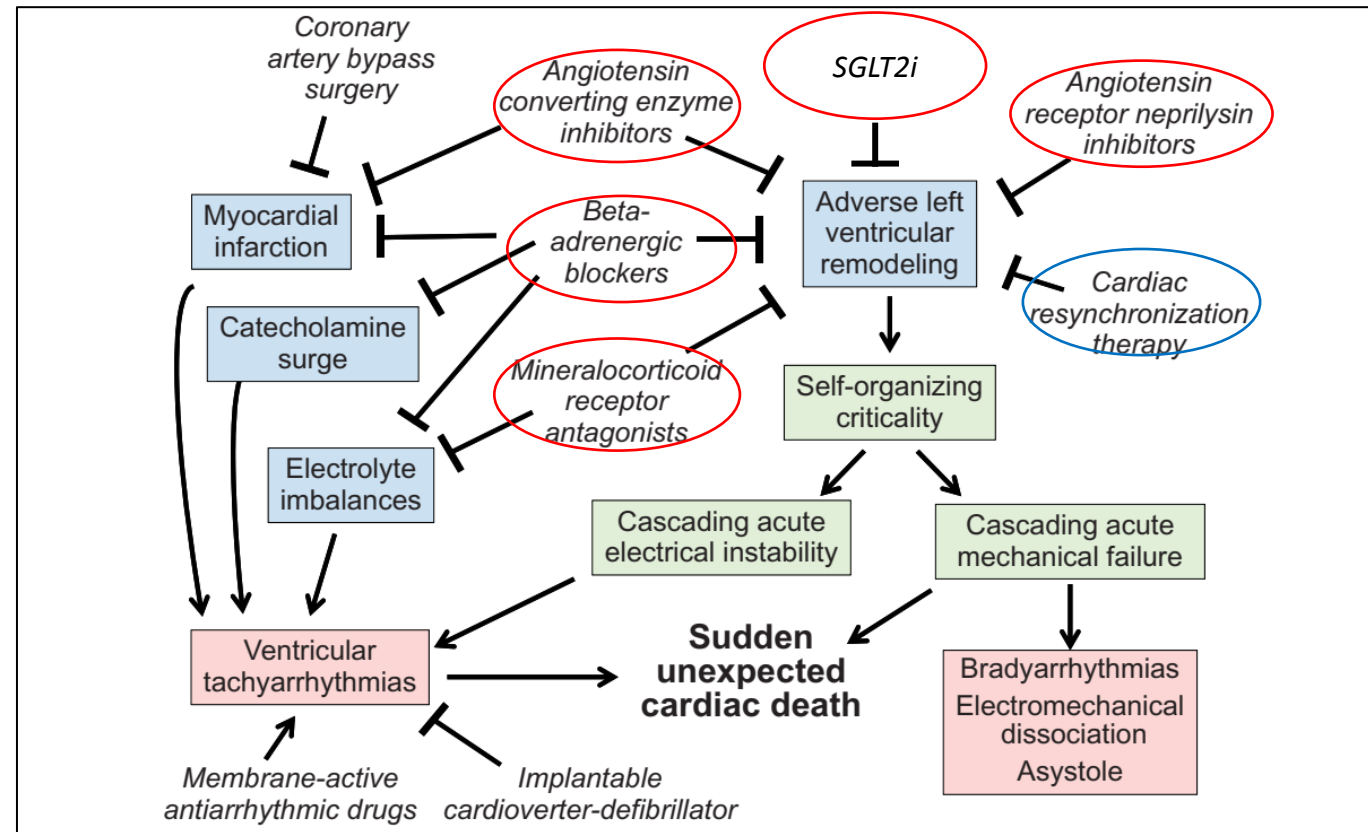 Coronary
artery bypass
surgery
Angiotensin
converting enzyme
inhibitors
SGLT2i
Angiotensin
receptor neprilysin
inhibitors
Myocardial
infarction
Beta-
adrenergic
blockers
Adverse left
ventricular
remodeling
Cardiac
resynchronization
therapy
Catecholamine
surge
Mineralocorticoid
receptor
antagonists
Self-organizing
criticality
Electrolyte
imbalances
Cascading acute
electrical instability
Cascading acute
mechanical failure
Ventricular
tachyarrhythmias
Sudden
unexpected
cardiac death
Bradyarrhythmias
Electromechanical
dissociation
Asystole
Membrane-active
antiarrhythmic drugs
Implantable
cardioverter-defibrillator